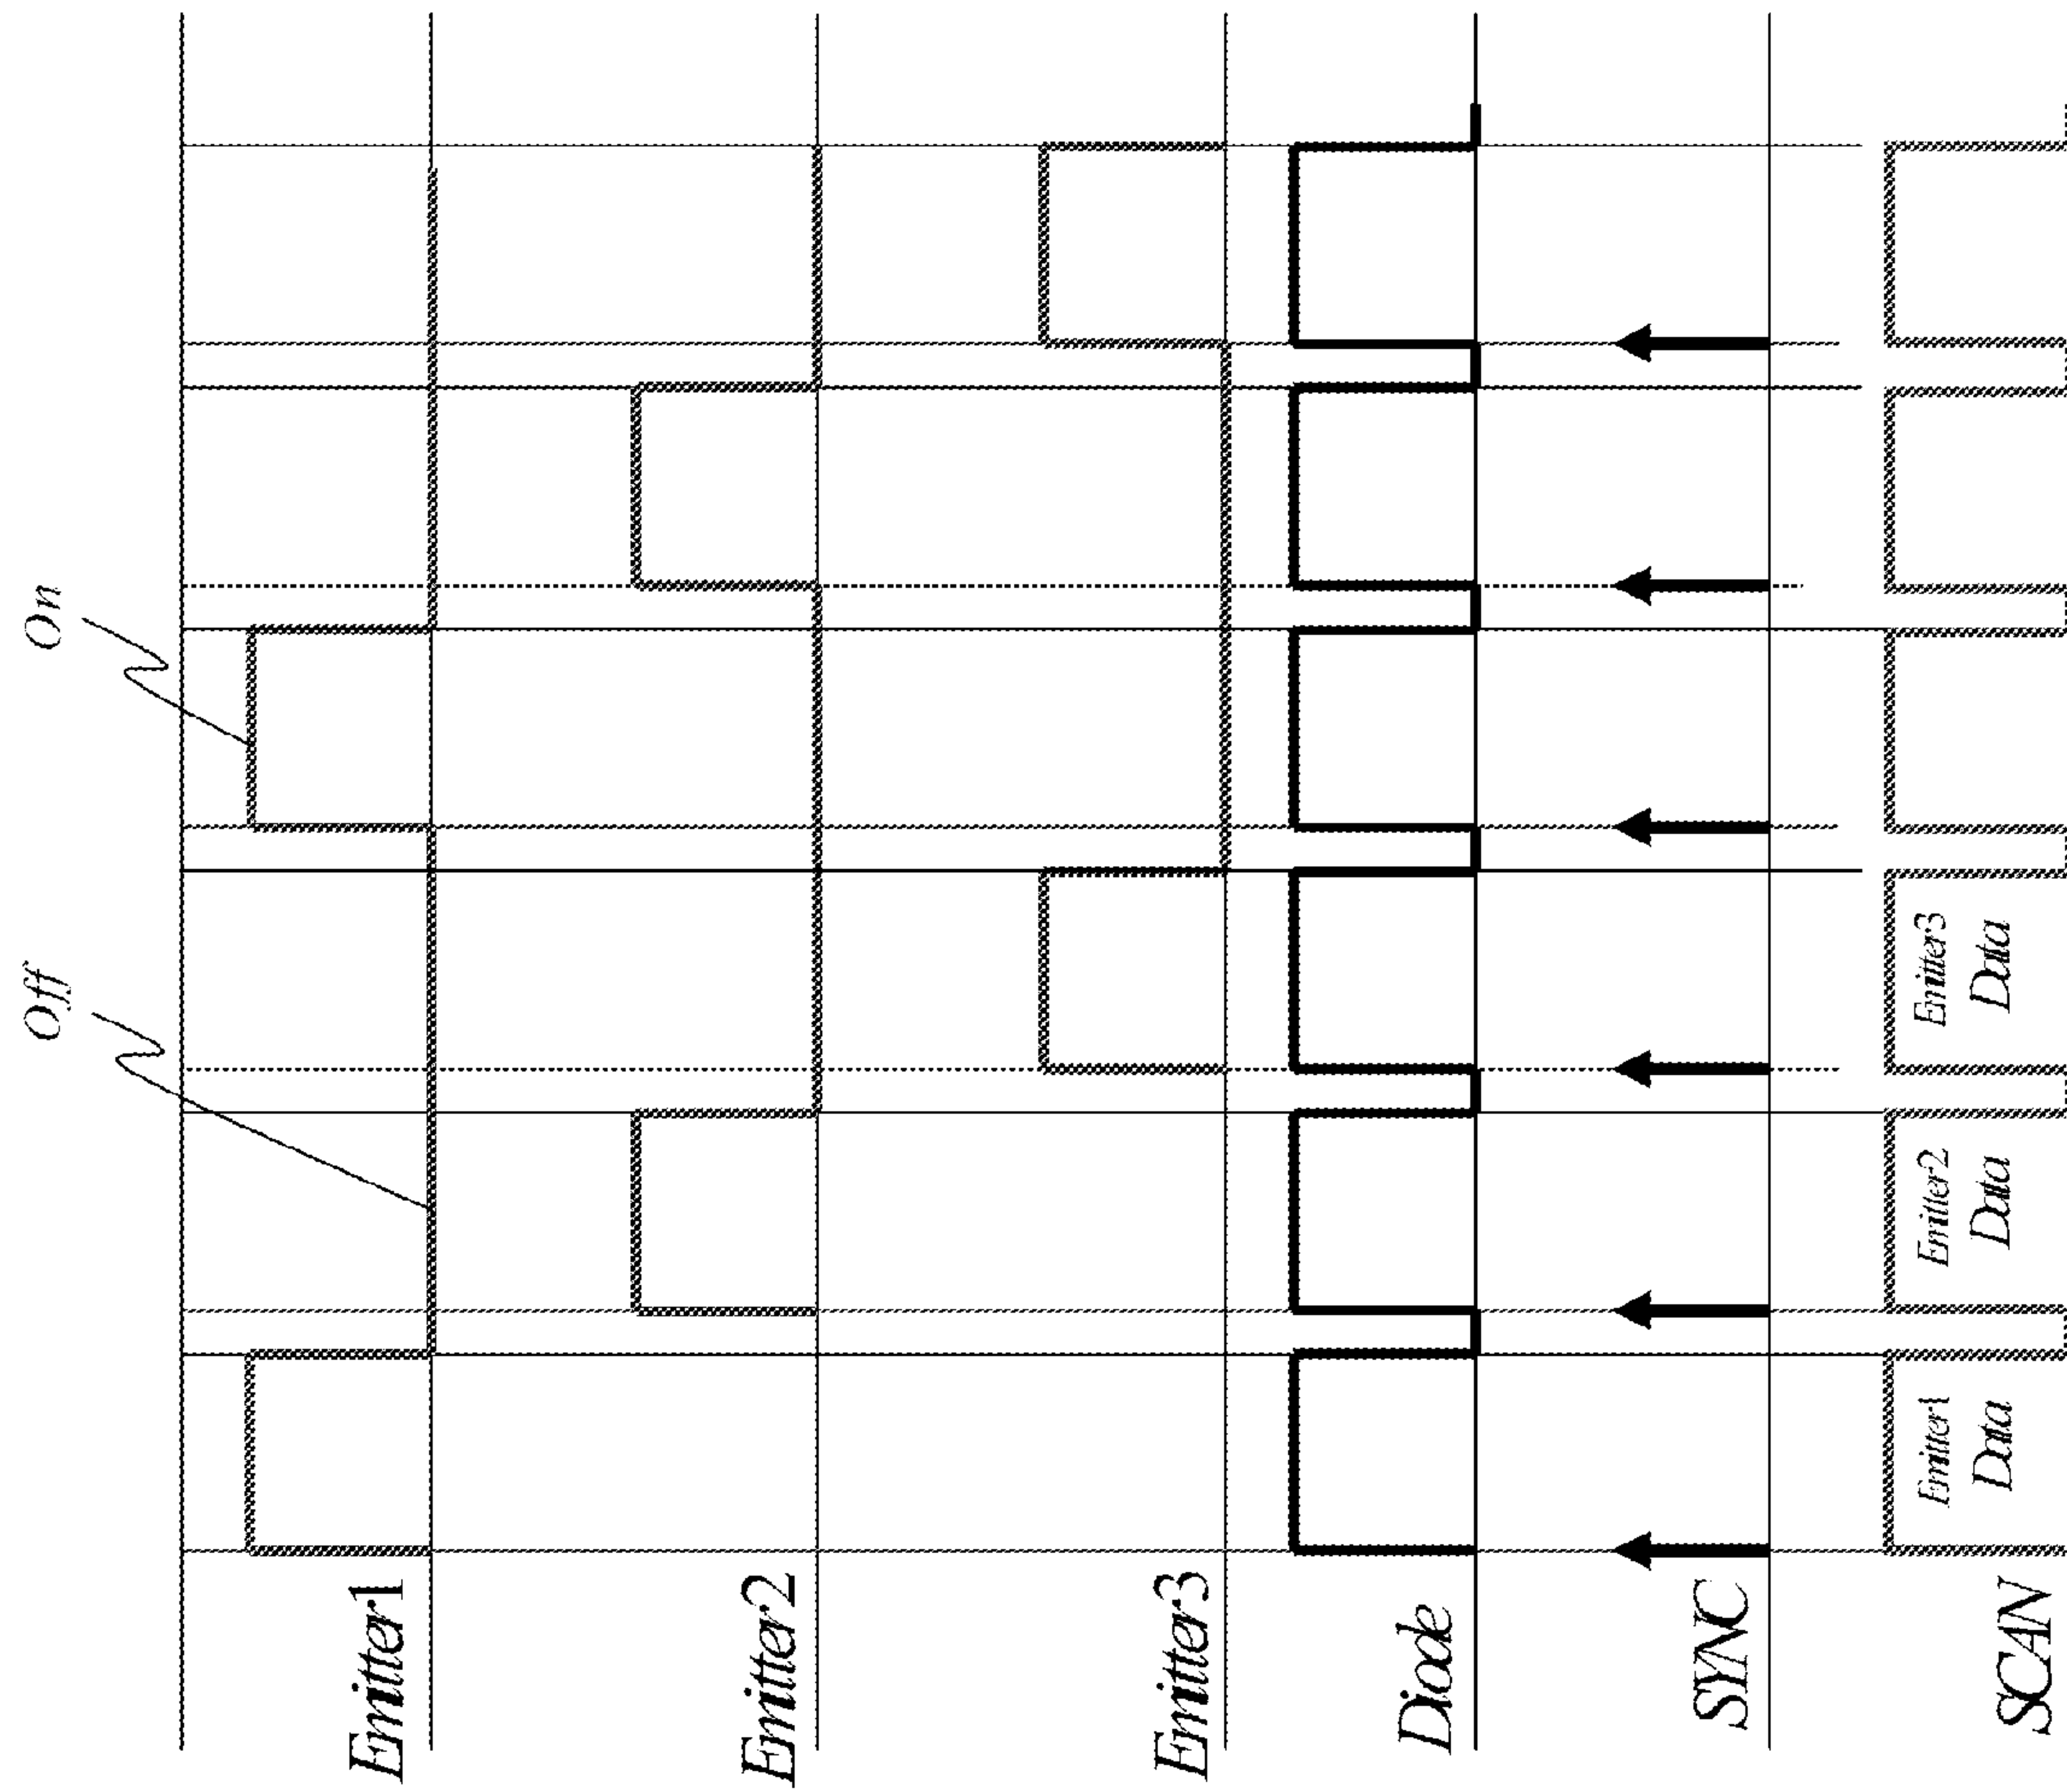 Off
On
Emitter1
Emitter2
Emitter3
Diode
SYNC
SCAN
Emitter1
Data
Emitter2
Data
Emitter3
Data